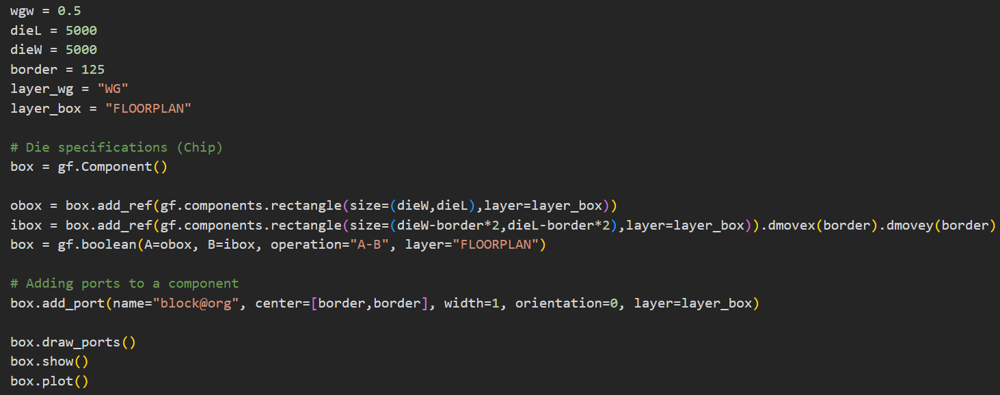 wgw = 0.5
dieL = 5000
dieW = 5000
border = 125
layer_wg = "WG"
layer_box = "FLOORPLAN"
# Die specifications (Chip)
box = gf.Component()
obox = box.add_ref(gf.components.rectangle(size=(dieW,dieL),layer=layer_box))
ibox = box.add_ref(gf.components.rectangle(size=(dieW-border*2,dieL-border*2),layer=layer_box)).dmovex(border).dmovey(border)
box = gf.boolean(A=obox, B=ibox, operation="A-B", layer="FLOORPLAN")
# Adding ports to a component
box.add_port(name="block@org", center=[border,border], width=1, orientation=0, layer=layer_box)
box.draw_ports()
box.show()
box.plot()